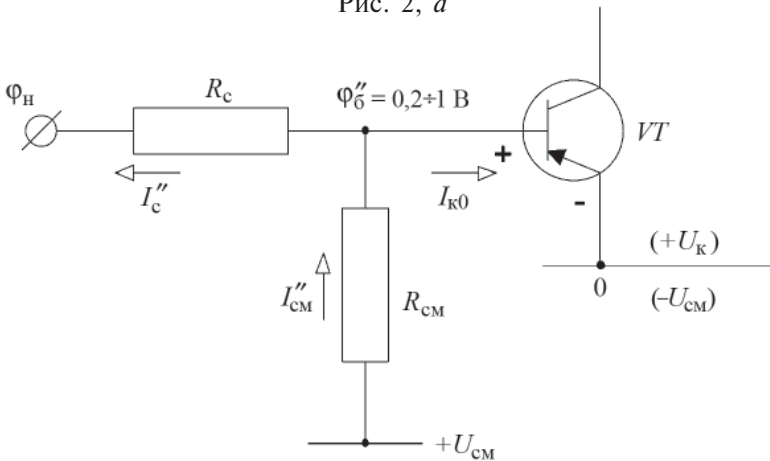 Рис. 2, а
φн
Rс
φ″б = 0,2÷1 В
VT
+
I″с
Iк0
-
(+Uк)
0
(–Uсм)
I″см
Rсм
+Uсм